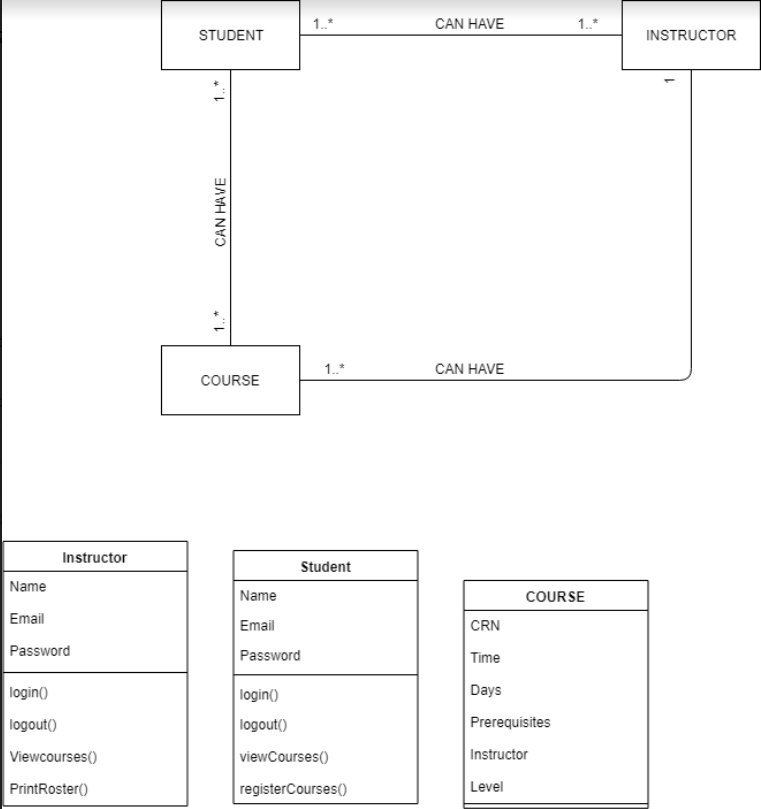 STUDENT
1..*
CAN HAVE
1..*
INSTRUCTOR
1..*
1
CAN HAVE
1..*
COURSE
1..*
CAN HAVE
Instructor
Name
Email
Password
login()
logout()
Viewcourses()
PrintRoster()
Student
Name
Email
Password
login()
logout()
viewCourses()
registerCourses()
COURSE
CRN
Time
Days
Prerequisites
Instructor
Level